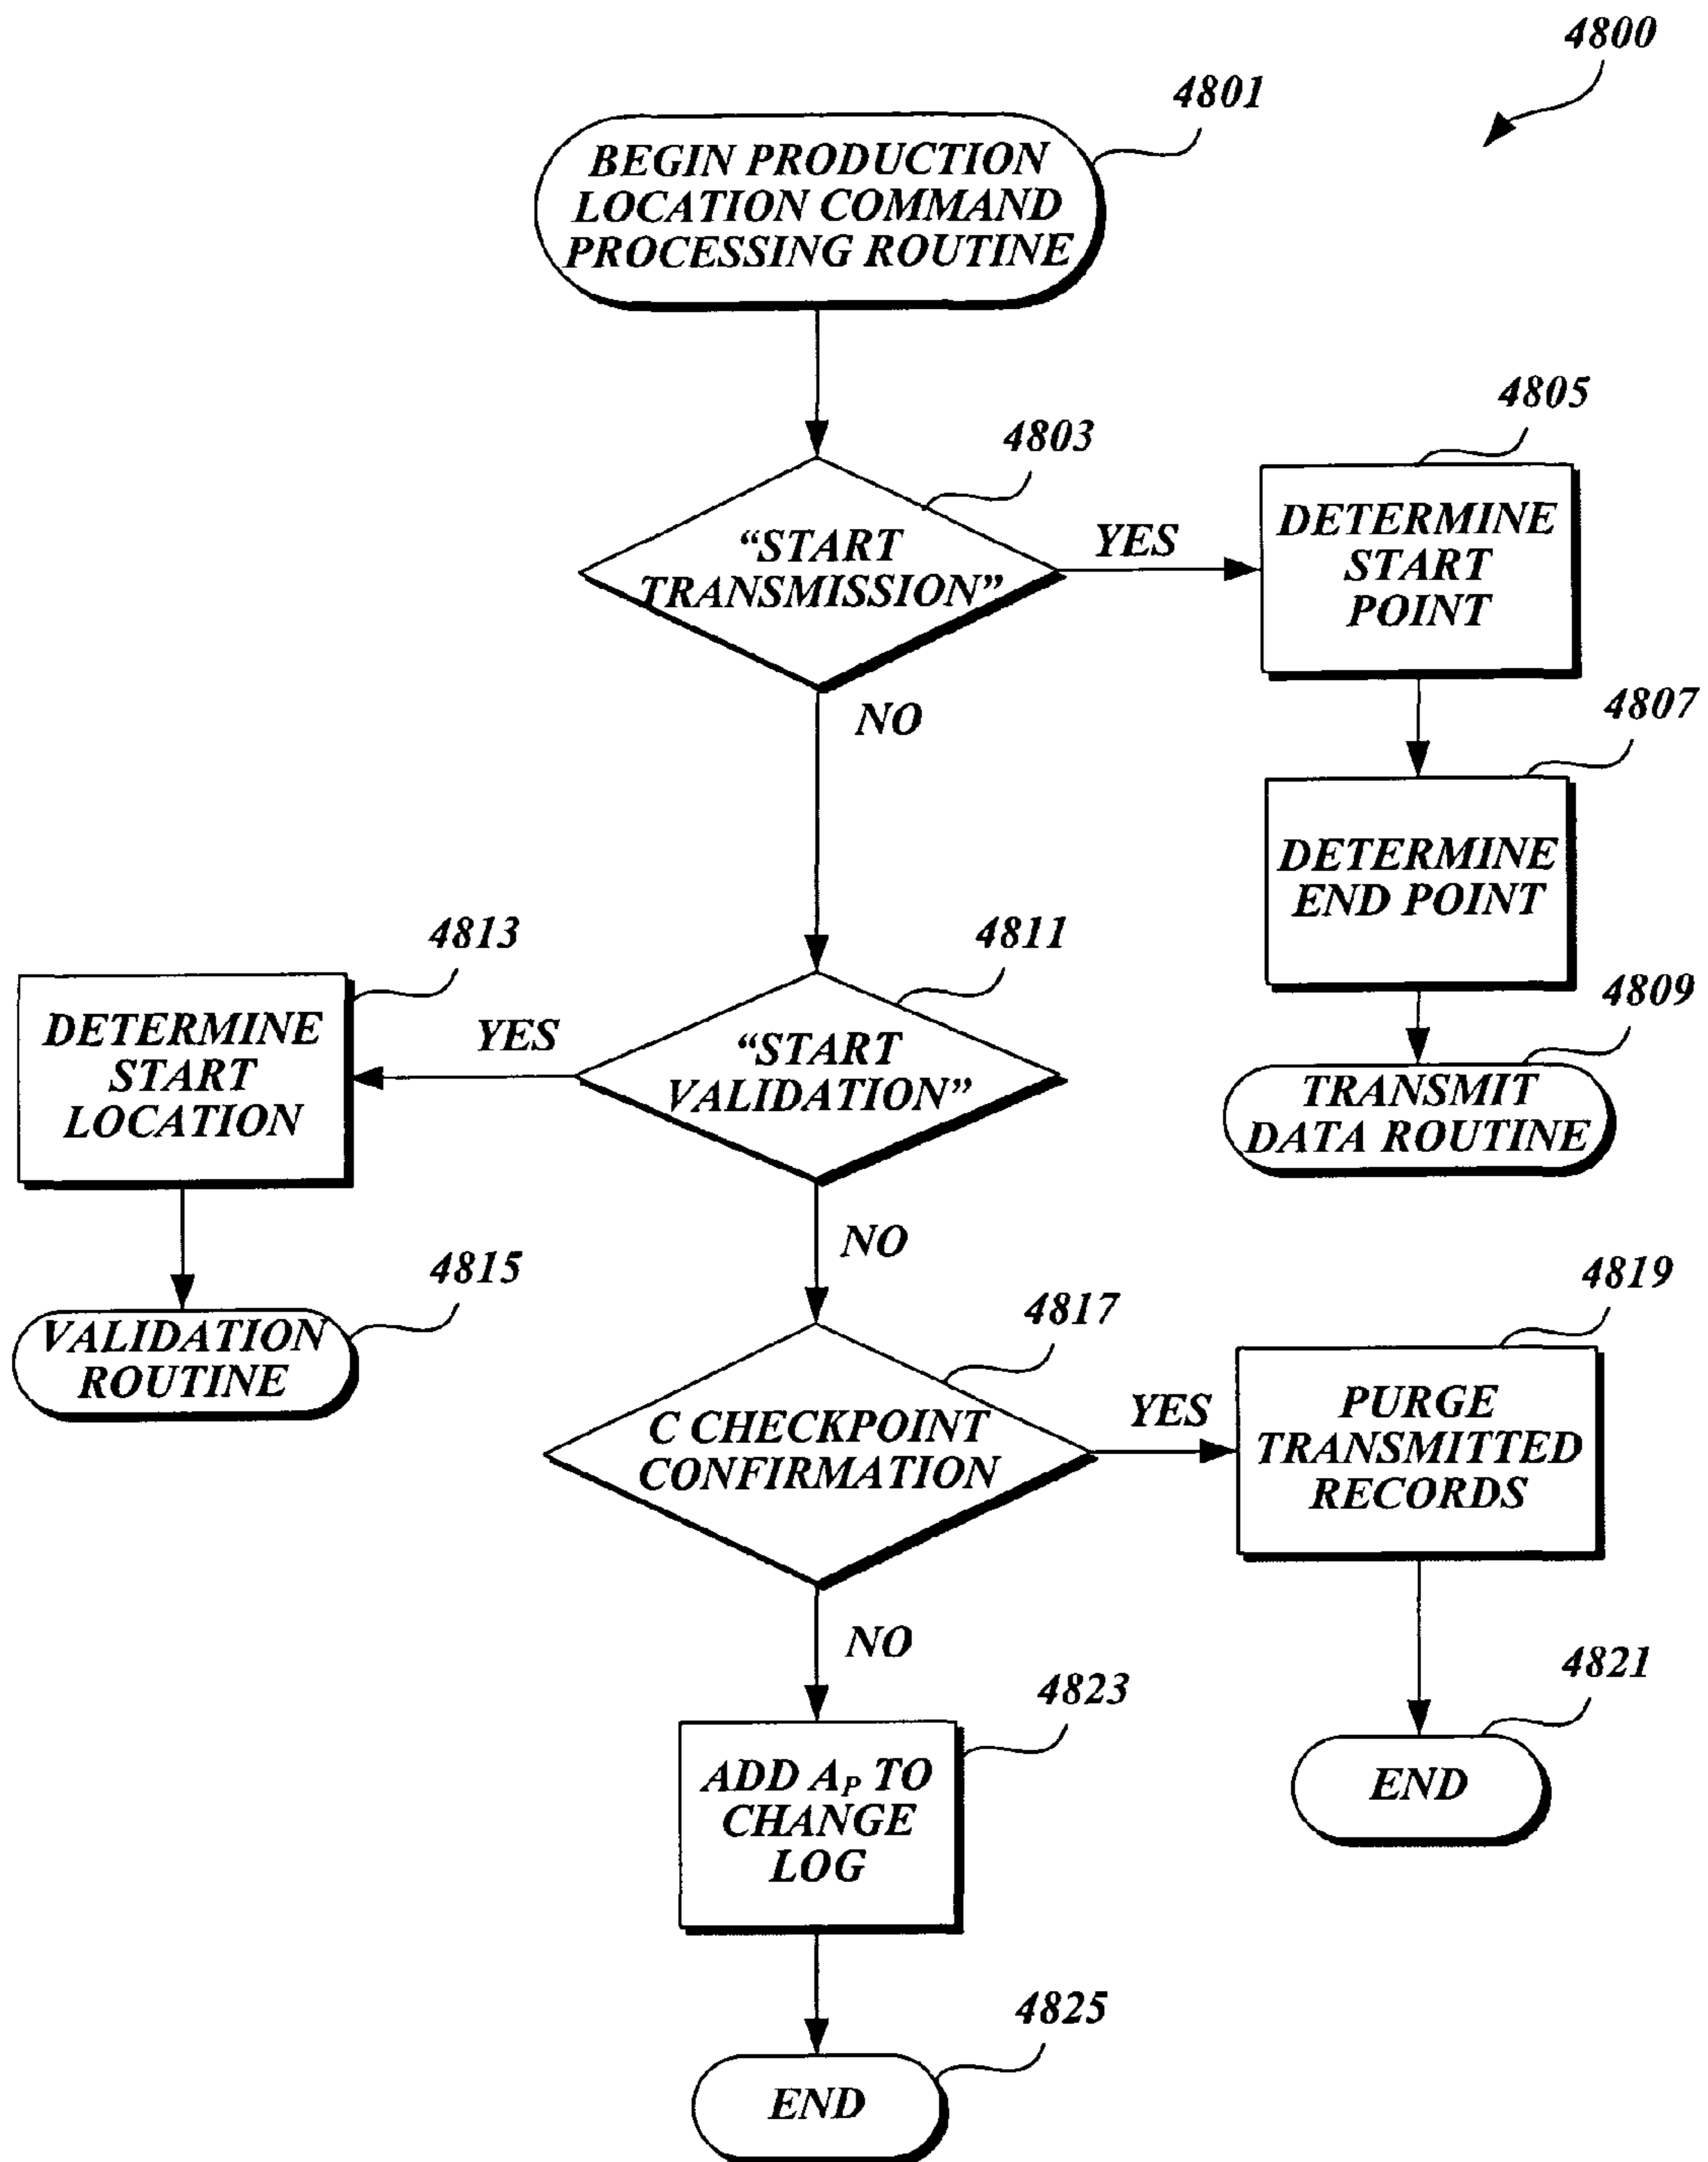 4800
4801
BEGIN PRODUCTION
LOCATION COMMAND
PROCESSING ROUTINE
4803
“START
TRANSMISSION”
YES
4805
DETERMINE
START
POINT
NO
4807
DETERMINE
END POINT
4809
TRANSMIT
DATA ROUTINE
4811
“START
VALIDATION”
YES
4813
DETERMINE
START
LOCATION
4815
VALIDATION
ROUTINE
NO
4817
C CHECKPOINT
CONFIRMATION
YES
4819
PURGE
TRANSMITTED
RECORDS
4821
END
NO
4823
ADD Aₚ TO
CHANGE
LOG
4825
END